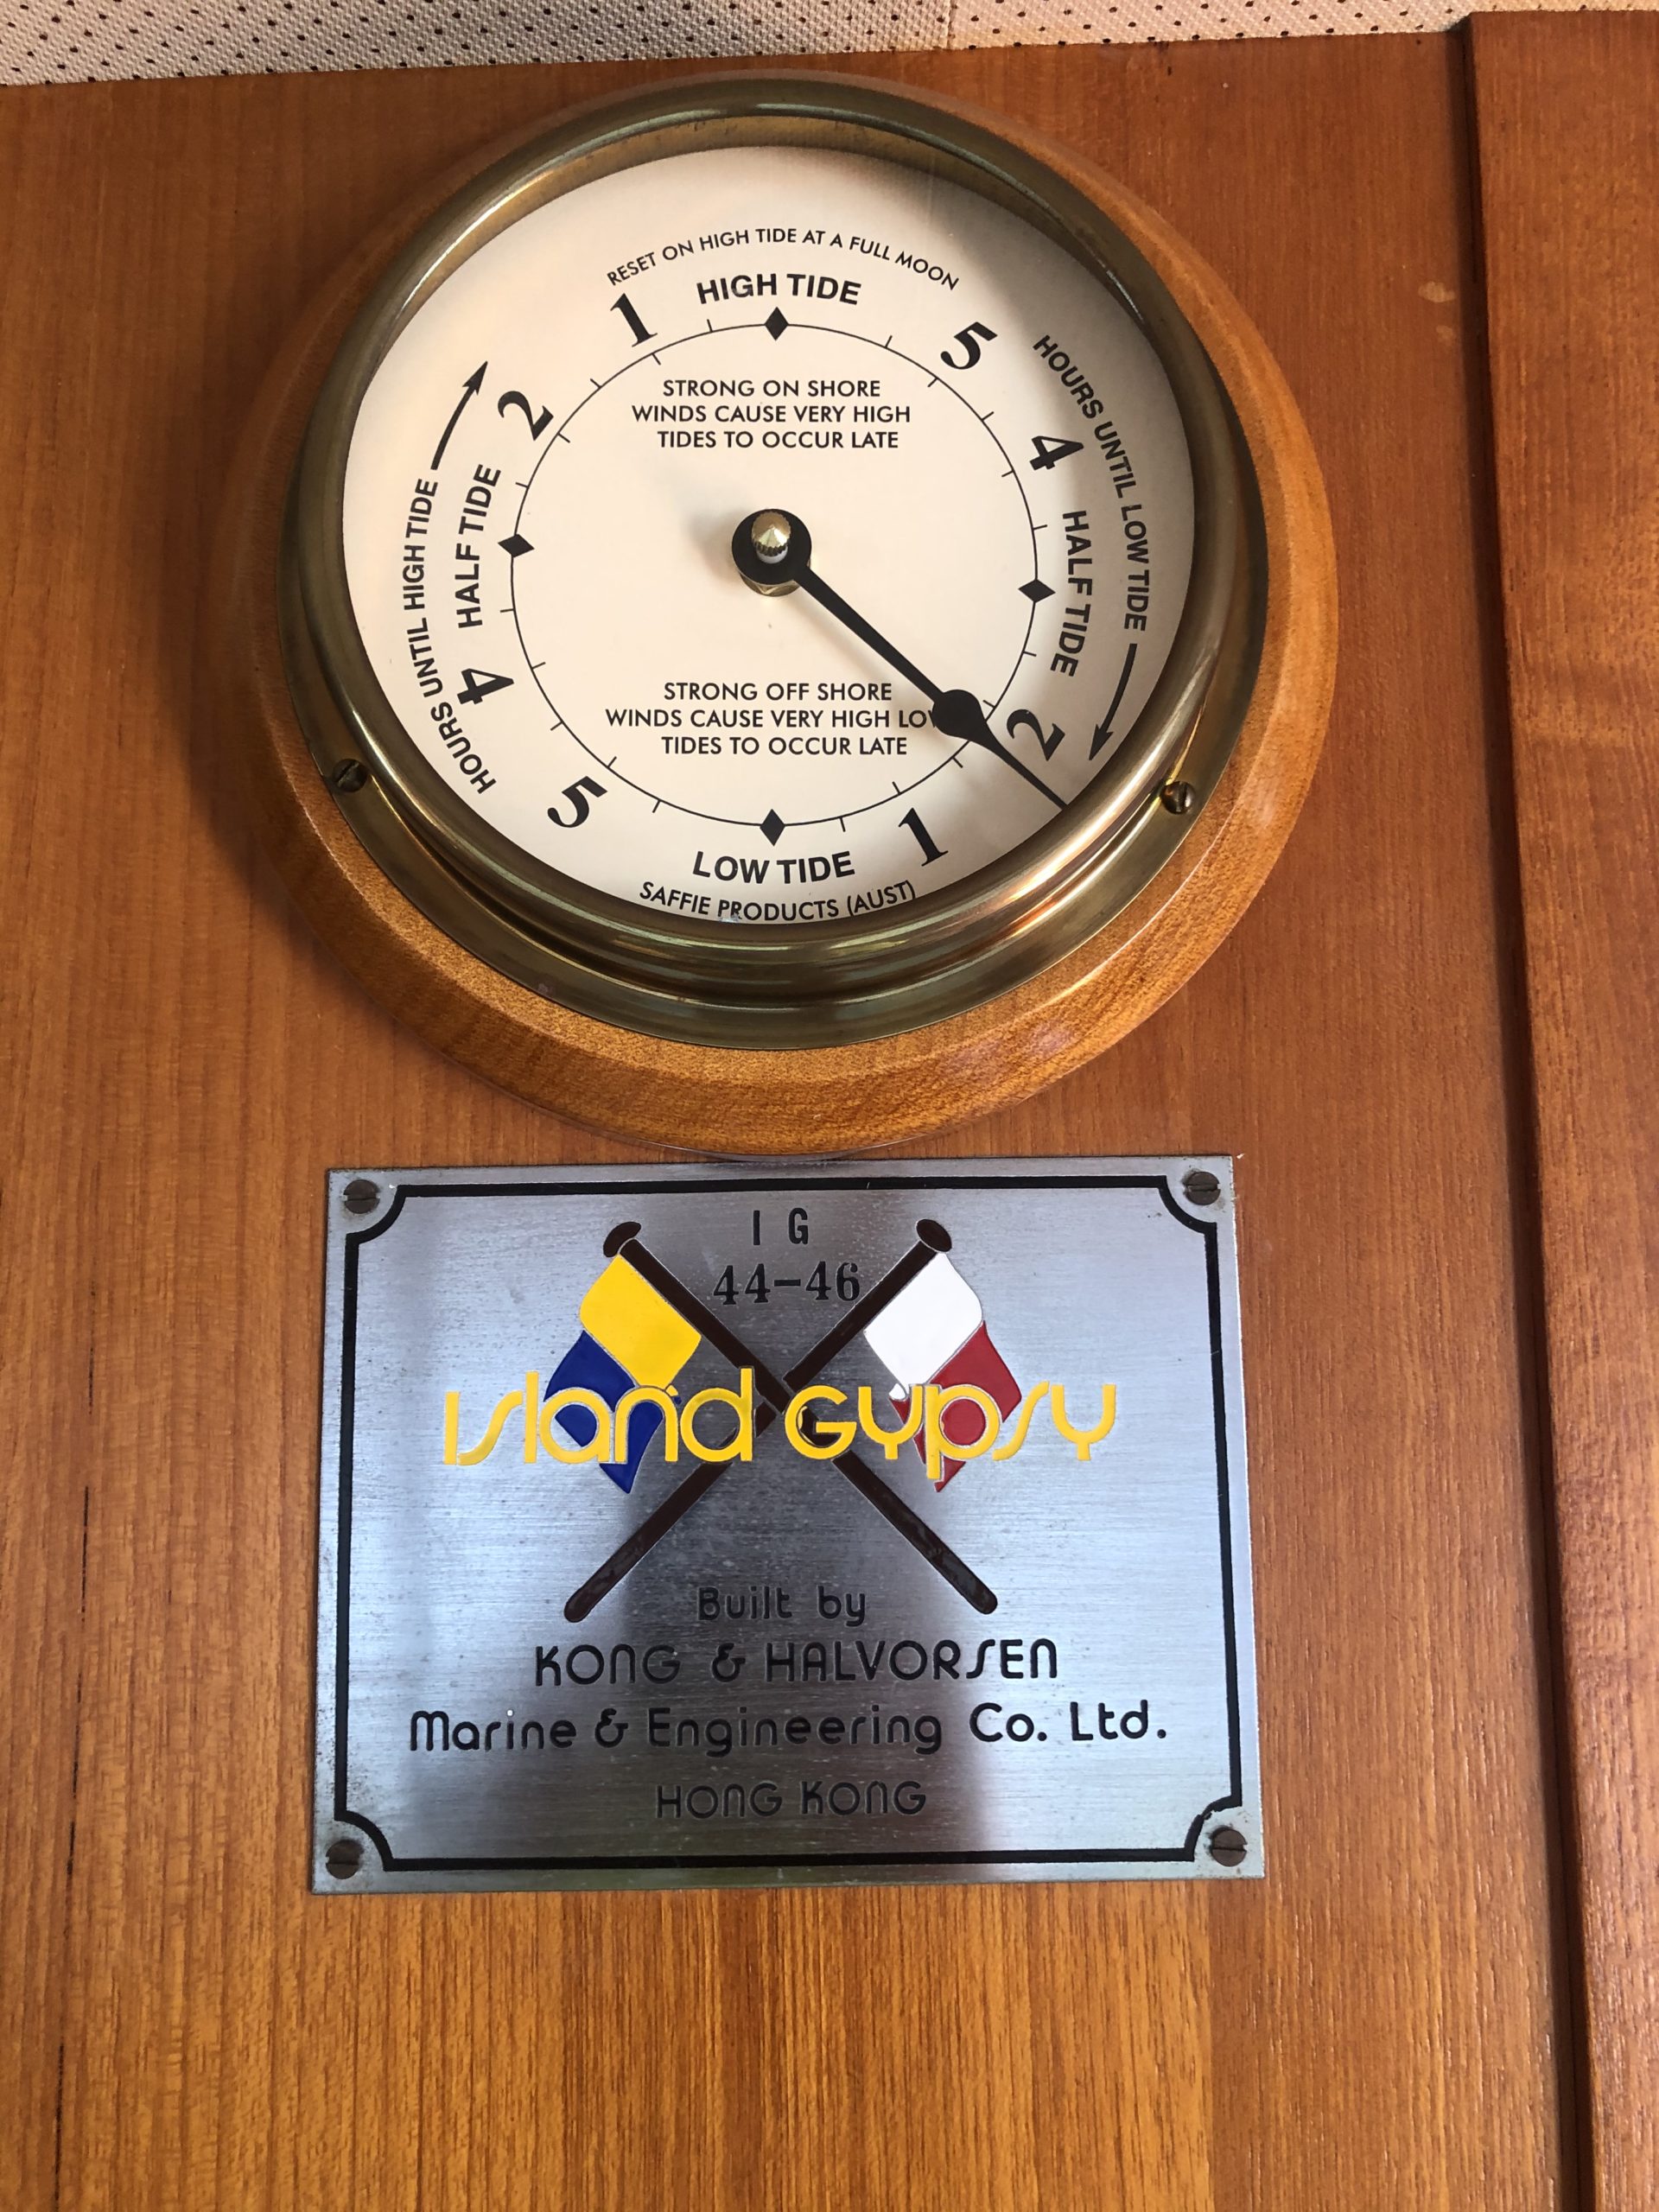 RESET ON HIGH TIDE AT A FULL MOON
HIGH TIDE
1
5
2
4
HOURS UNTIL HIGH TIDE
HALF TIDE
HOURS UNTIL LOW TIDE
HALF TIDE
STRONG ON SHORE
WINDS CAUSE VERY HIGH
TIDES TO OCCUR LATE
STRONG OFF SHORE
WINDS CAUSE VERY HIGH LOW
TIDES TO OCCUR LATE
4
2
5
1
LOW TIDE
SAFFIE PRODUCTS (AUST)
I G
44-46
Island Gypsy
Built by
KONG & HALVORSEN
Marine & Engineering Co. Ltd.
HONG KONG